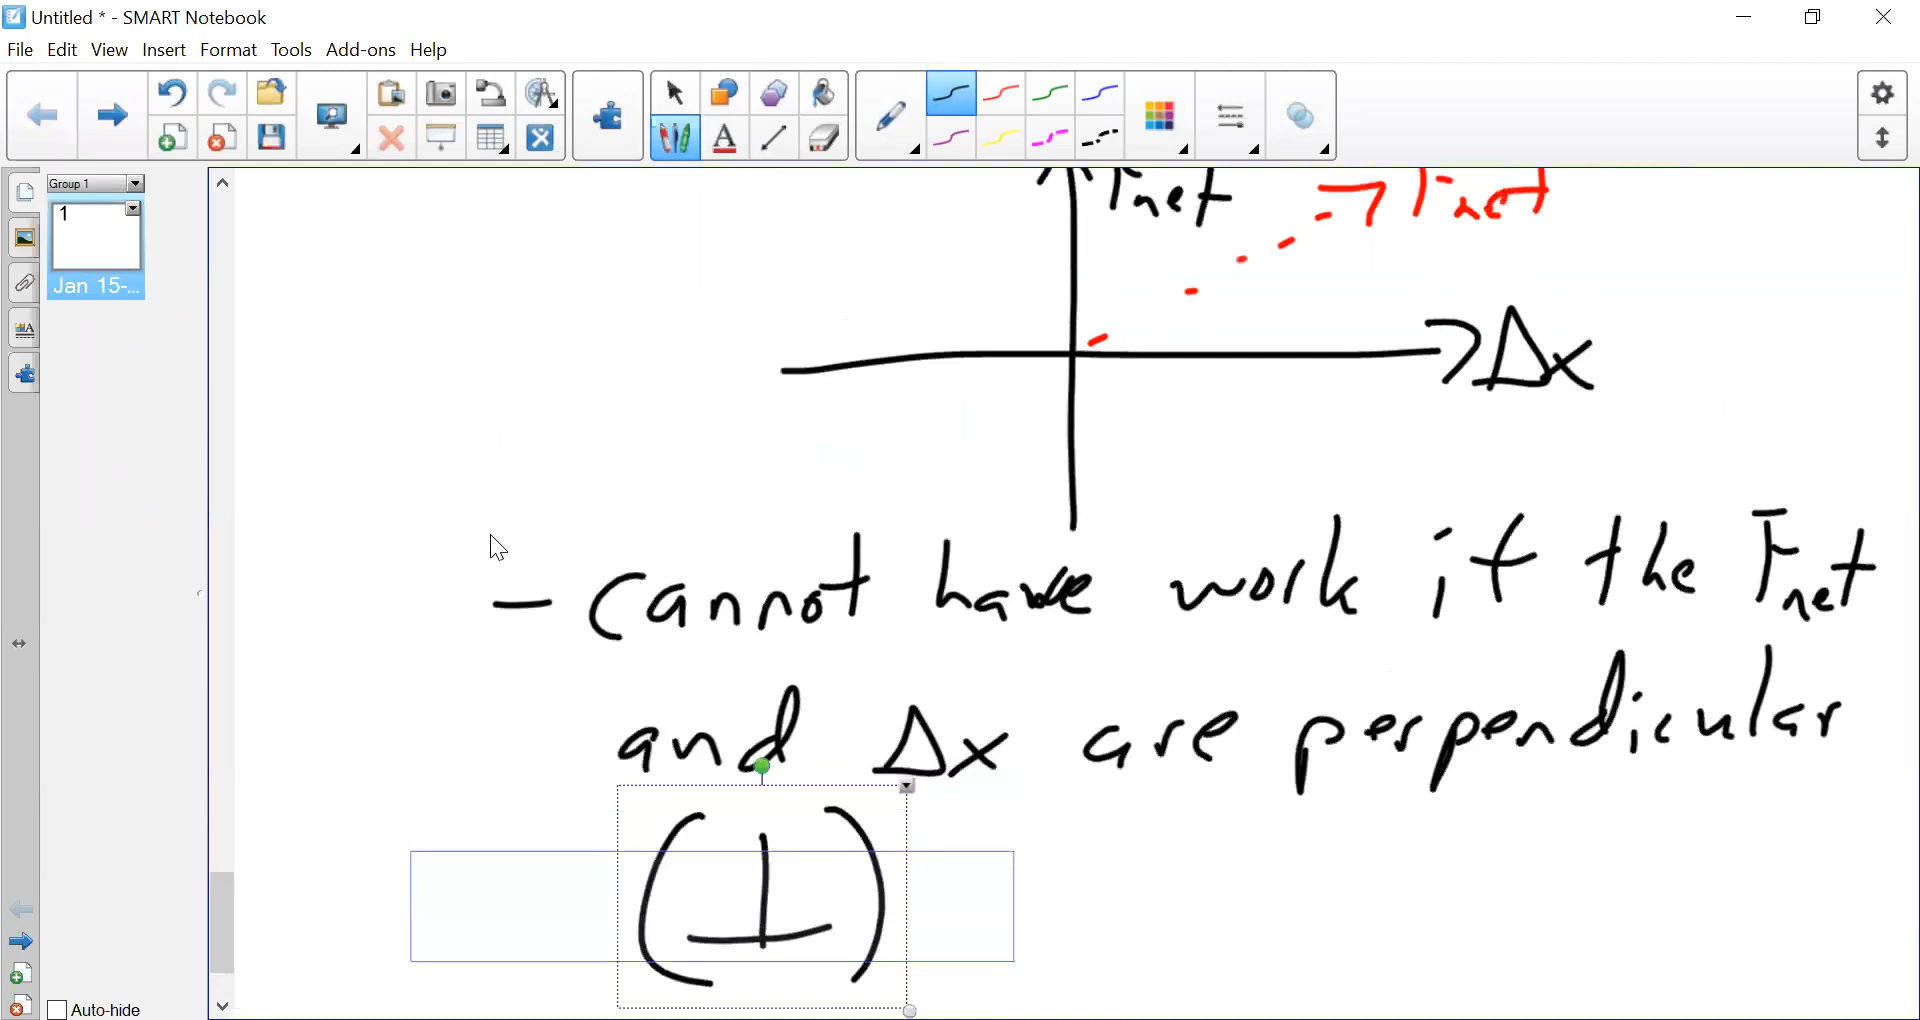 Untitled * - SMART Notebook
File Edit View Insert Format Tools Add-ons Help
Group 1
1
Jan 15-...
Fnet
Fnet
Δx
- cannot have work if the Fnet
and Δx are perpendicular
(⊥)
Auto-hide